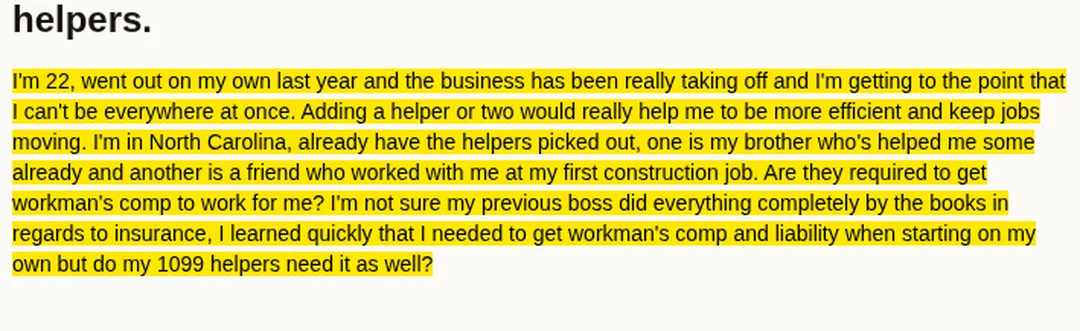 helpers.
I'm 22, went out on my own last year and the business has been really taking off and I'm getting to the point that
I can't be everywhere at once. Adding a helper or two would really help me to be more efficient and keep jobs
moving. I'm in North Carolina, already have the helpers picked out, one is my brother who's helped me some
already and another is a friend who worked with me at my first construction job. Are they required to get
workman's comp to work for me? I'm not sure my previous boss did everything completely by the books in
regards to insurance, I learned quickly that I needed to get workman's comp and liability when starting on my
own but do my 1099 helpers need it as well?